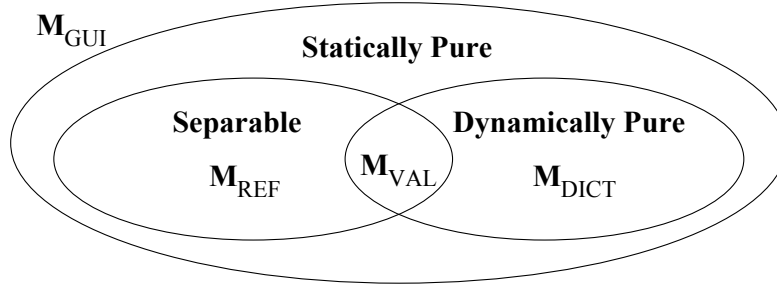 M_GUI
Statically Pure
Separable
Dynamically Pure
M_REF
M_VAL
M_DICT